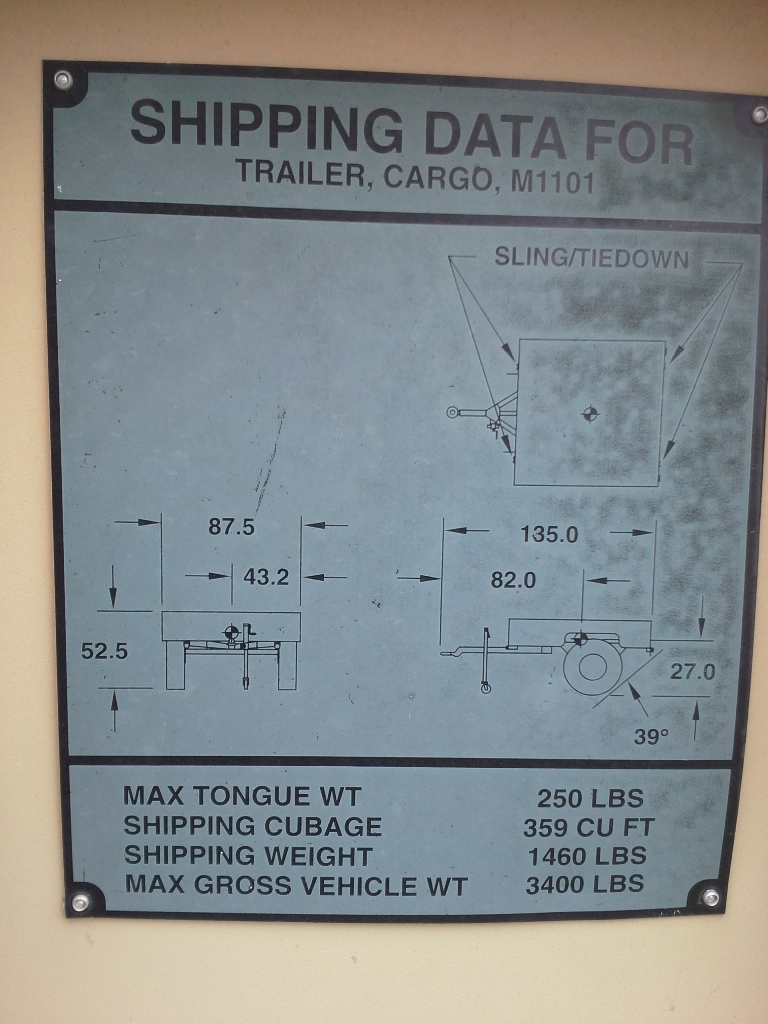 SHIPPING DATA FOR
TRAILER, CARGO, M1101
SLING/TIEDOWN
87.5
135.0
43.2
82.0
52.5
27.0
39°
MAX TONGUE WT 250 LBS
SHIPPING CUBAGE 359 CU FT
SHIPPING WEIGHT 1460 LBS
MAX GROSS VEHICLE WT 3400 LBS